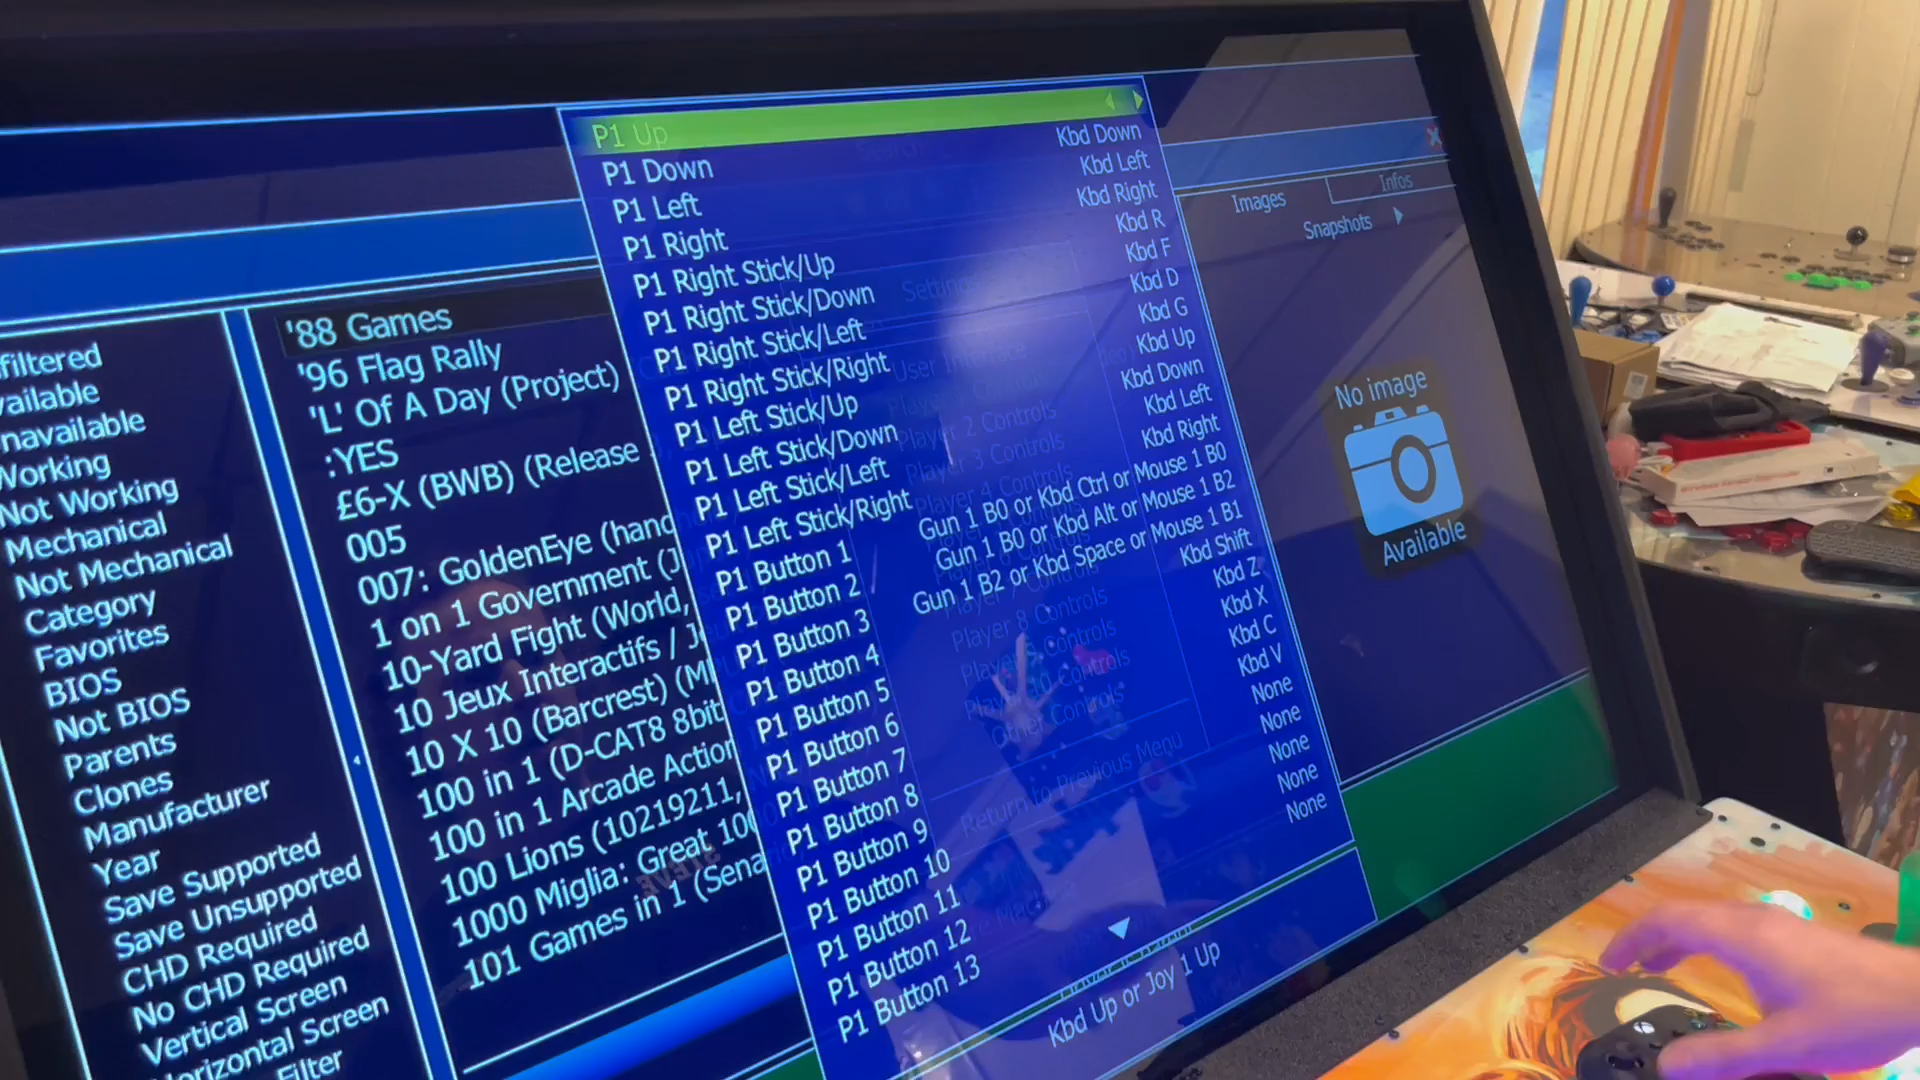 P1 Up
P1 Down Kbd Down
P1 Left Kbd Left
P1 Right Kbd Right
P1 Right Stick/Up Kbd R
P1 Right Stick/Down Kbd F
P1 Right Stick/Left Kbd D
P1 Right Stick/Right Kbd G
P1 Left Stick/Up Kbd Up
P1 Left Stick/Down Kbd Down
P1 Left Stick/Left Kbd Left
P1 Left Stick/Right Kbd Right
P1 Button 1 Gun 1 B0 or Kbd Ctrl or Mouse 1 B0
P1 Button 2 Gun 1 B0 or Kbd Alt or Mouse 1 B2
P1 Button 3 Gun 1 B2 or Kbd Space or Mouse 1 B1
P1 Button 4 Kbd Shift
P1 Button 5 Kbd Z
P1 Button 6 Kbd X
P1 Button 7 Kbd C
P1 Button 8 Kbd V
P1 Button 9 None
P1 Button 10 None
P1 Button 11 None
P1 Button 12 None
P1 Button 13 None
Kbd Up or Joy 1 Up
nfiltered
vailable
navailable
Working
Not Working
Mechanical
Not Mechanical
Category
Favorites
BIOS
Not BIOS
Parents
Clones
Manufacturer
Year
Save Supported
Save Unsupported
CHD Required
No CHD Required
Vertical Screen
orizontal Screen
Filter
'88 Games
'96 Flag Rally
'L' Of A Day (Project)
:YES
£6-X (BWB) (Release
005
007: GoldenEye (hand
1 on 1 Government (J
10-Yard Fight (World,
10 Jeux Interactifs / J
10 X 10 (Barcrest) (M
100 in 1 (D-CAT8 8bit
100 in 1 Arcade Action
100 Lions (10219211,
1000 Miglia: Great 100
101 Games in 1 (Sena
User Interface
Player 2 Controls
Player 3 Controls
Player 4 Controls
Player 8 Controls
Player 10 Controls
Other Controls
Return to Previous Menu
Images
Infos
Snapshots
No image
Available